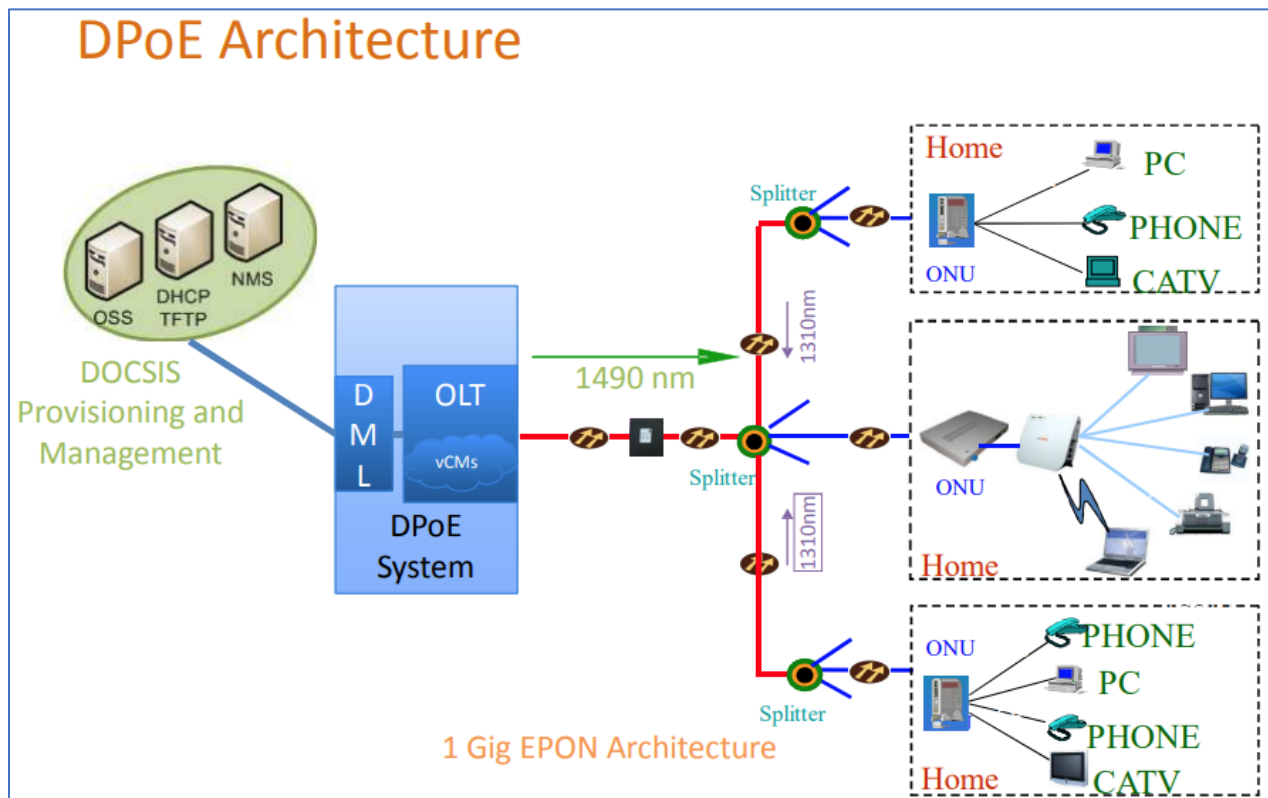 DPoE Architecture
OSS
DHCP
TFTP
NMS
DOCSIS
Provisioning and
Management
D
M
L
OLT
vCMs
DPoE
System
1490 nm
Splitter
1310nm
Splitter
1310nm
Splitter
1 Gig EPON Architecture
Home
ONU
PC
PHONE
CATV
ONU
Home
ONU
PHONE
PC
PHONE
CATV
Home